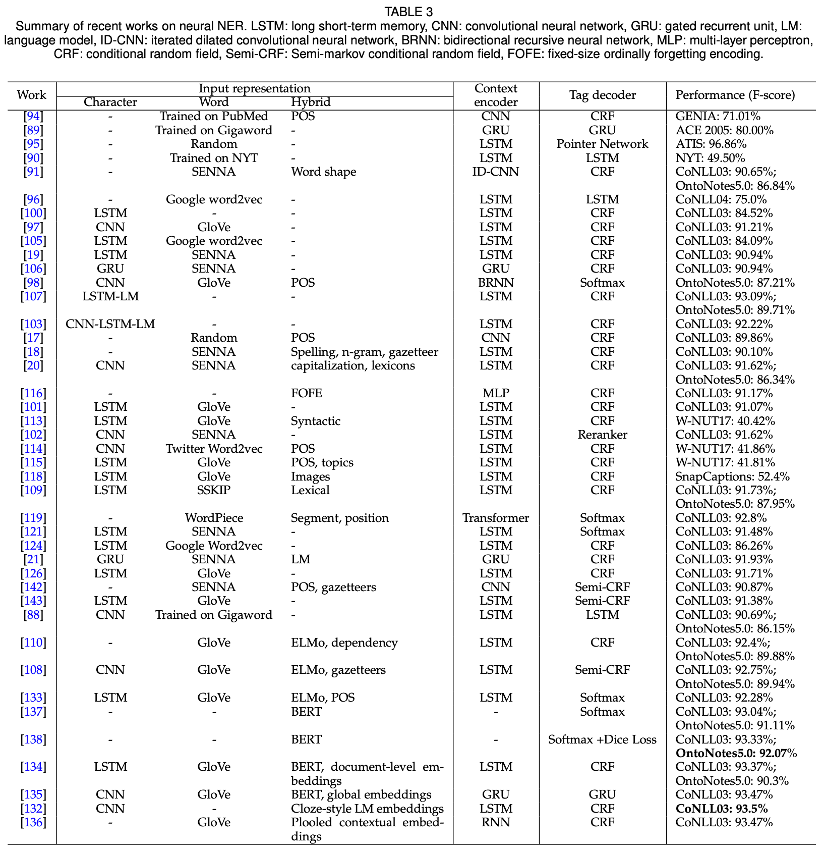 TABLE 3
Summary of recent works on neural NER. LSTM: long short-term memory, CNN: convolutional neural network, GRU: gated recurrent unit, LM:
language model, ID-CNN: iterated dilated convolutional neural network, BRNN: bidirectional recursive neural network, MLP: multi-layer perceptron,
CRF: conditional random field, Semi-CRF: Semi-markov conditional random field, FOFE: fixed-size ordinally forgetting encoding.
Work Input representation Context encoder Tag decoder Performance (F-score)
Character Word Hybrid
[94] - Trained on PubMed POS CNN CRF GENIA: 71.01%
[89] - Trained on Gigaword - GRU GRU ACE 2005: 80.00%
[95] - Random - LSTM Pointer Network ATIS: 96.86%
[90] - Trained on NYT - LSTM LSTM NYT: 49.50%
[91] - SENNA Word shape ID-CNN CRF CoNLL03: 90.65%;
OntoNotes5.0: 86.84%
[96] - Google word2vec - LSTM LSTM CoNLL04: 75.0%
[100] LSTM - - LSTM CRF CoNLL03: 84.52%
[97] CNN GloVe - LSTM CRF CoNLL03: 91.21%
[105] LSTM Google word2vec - LSTM CRF CoNLL03: 84.09%
[19] LSTM SENNA - LSTM CRF CoNLL03: 90.94%
[106] GRU SENNA - GRU CRF CoNLL03: 90.94%
[98] CNN GloVe POS BRNN Softmax OntoNotes5.0: 87.21%
[107] LSTM-LM - - LSTM CRF CoNLL03: 93.09%;
OntoNotes5.0: 89.71%
[103] CNN-LSTM-LM - - LSTM CRF CoNLL03: 92.22%
[17] - Random POS CNN CRF CoNLL03: 89.86%
[18] - SENNA Spelling, n-gram, gazetteer LSTM CRF CoNLL03: 90.10%
[20] CNN SENNA capitalization, lexicons LSTM CRF CoNLL03: 91.62%;
OntoNotes5.0: 86.34%
[116] - - FOFE MLP CRF CoNLL03: 91.17%
[101] LSTM GloVe - LSTM CRF CoNLL03: 91.07%
[113] LSTM GloVe Syntactic LSTM CRF W-NUT17: 40.42%
[102] CNN SENNA - LSTM Reranker CoNLL03: 91.62%
[114] CNN Twitter Word2vec POS LSTM CRF W-NUT17: 41.86%
[115] LSTM GloVe POS, topics LSTM CRF W-NUT17: 41.81%
[118] LSTM GloVe Images LSTM CRF SnapCaptions: 52.4%
[109] LSTM SSKIP Lexical LSTM CRF CoNLL03: 91.73%;
OntoNotes5.0: 87.95%
[119] - WordPiece Segment, position Transformer Softmax CoNLL03: 92.8%
[121] LSTM SENNA - LSTM Softmax CoNLL03: 91.48%
[124] LSTM Google Word2vec - LSTM CRF CoNLL03: 86.26%
[21] GRU SENNA LM GRU CRF CoNLL03: 91.93%
[126] LSTM GloVe - LSTM CRF CoNLL03: 91.71%
[142] - SENNA POS, gazetteers CNN Semi-CRF CoNLL03: 90.87%
[143] LSTM GloVe - LSTM Semi-CRF CoNLL03: 91.38%
[88] CNN Trained on Gigaword - LSTM LSTM CoNLL03: 90.69%;
OntoNotes5.0: 86.15%
[110] - GloVe ELMo, dependency LSTM CRF CoNLL03: 92.4%;
OntoNotes5.0: 89.88%
[108] CNN GloVe ELMo, gazetteers LSTM Semi-CRF CoNLL03: 92.75%;
OntoNotes5.0: 89.94%
[133] LSTM GloVe ELMo, POS LSTM Softmax CoNLL03: 92.28%
[137] - - BERT - Softmax CoNLL03: 93.04%;
OntoNotes5.0: 91.11%
[138] - - BERT - Softmax +Dice Loss CoNLL03: 93.33%;
OntoNotes5.0: 92.07%
[134] LSTM GloVe BERT, document-level em- LSTM CRF CoNLL03: 93.37%;
beddings OntoNotes5.0: 90.3%
[135] CNN GloVe BERT, global embeddings GRU GRU CoNLL03: 93.47%
[132] CNN - Cloze-style LM embeddings LSTM CRF CoNLL03: 93.5%
[136] - GloVe Plooled contextual embed- RNN CRF CoNLL03: 93.47%
dings